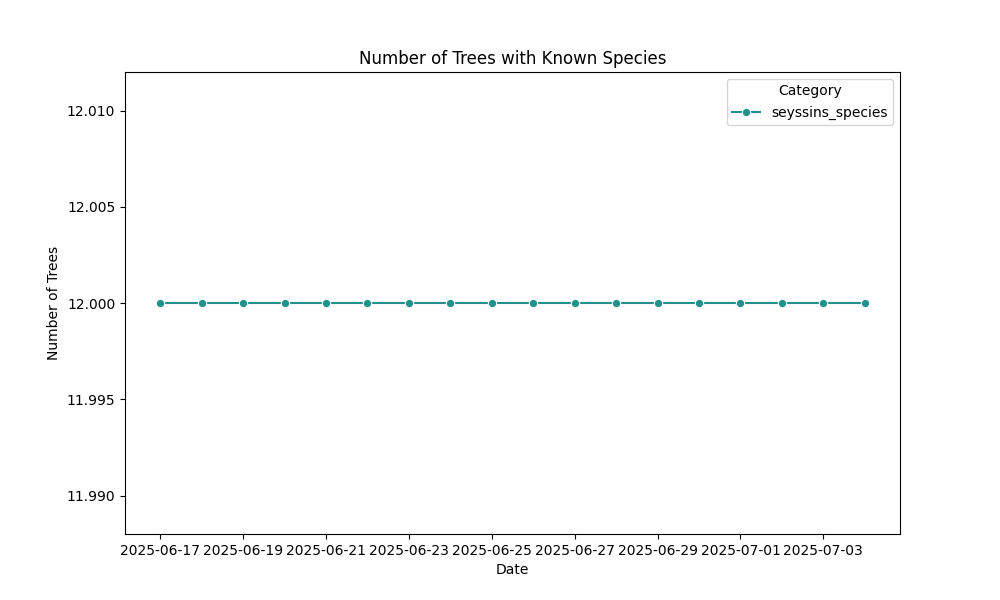 Number of Trees with Known Species
Category
seyssins_species
12.010
12.005
12.000
11.995
11.990
Number of Trees
2025-06-17 2025-06-19 2025-06-21 2025-06-23 2025-06-25 2025-06-27 2025-06-29 2025-07-01 2025-07-03
Date